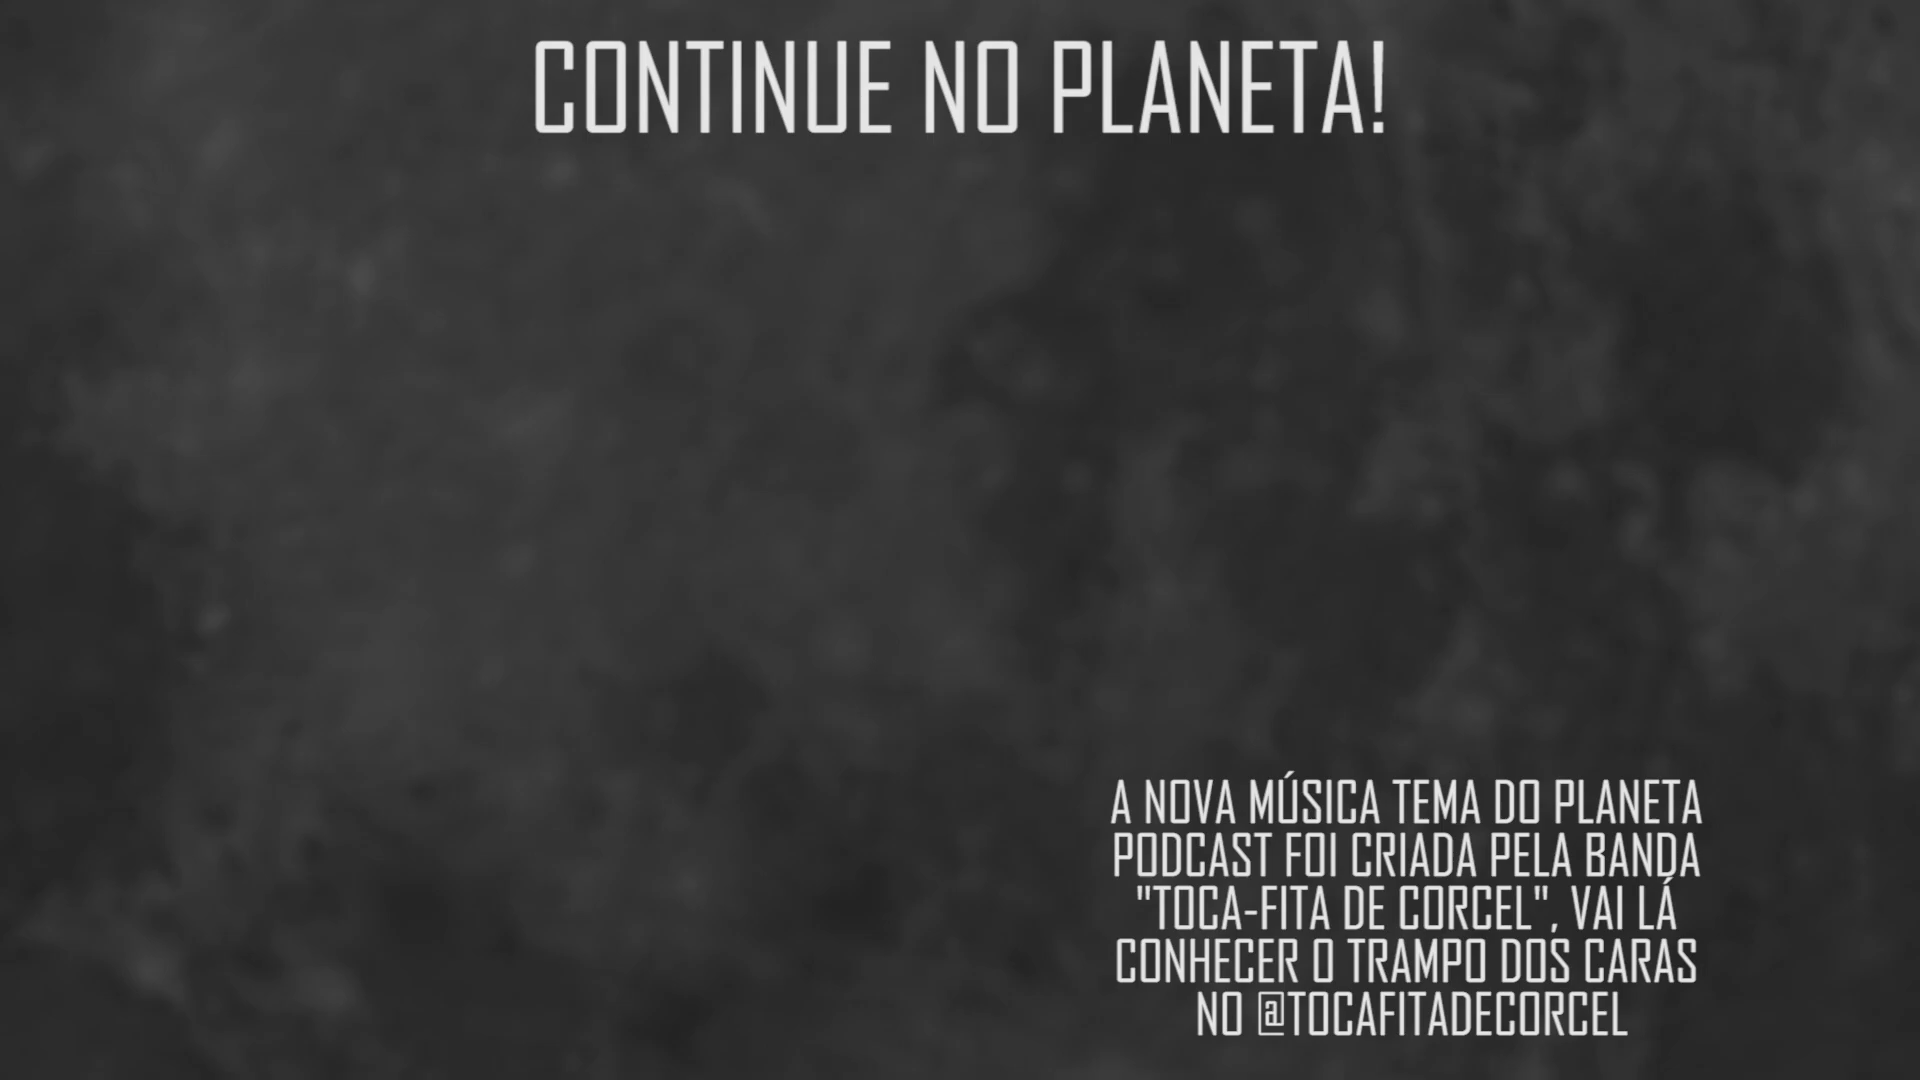 CONTINUE NO PLANETA!
A NOVA MÚSICA TEMA DO PLANETA
PODCAST FOI CRIADA PELA BANDA
"TOCA-FITA DE CORCEL", VAI LÁ
CONHECER O TRAMPO DOS CARAS
NO @TOCAFITADECORCEL